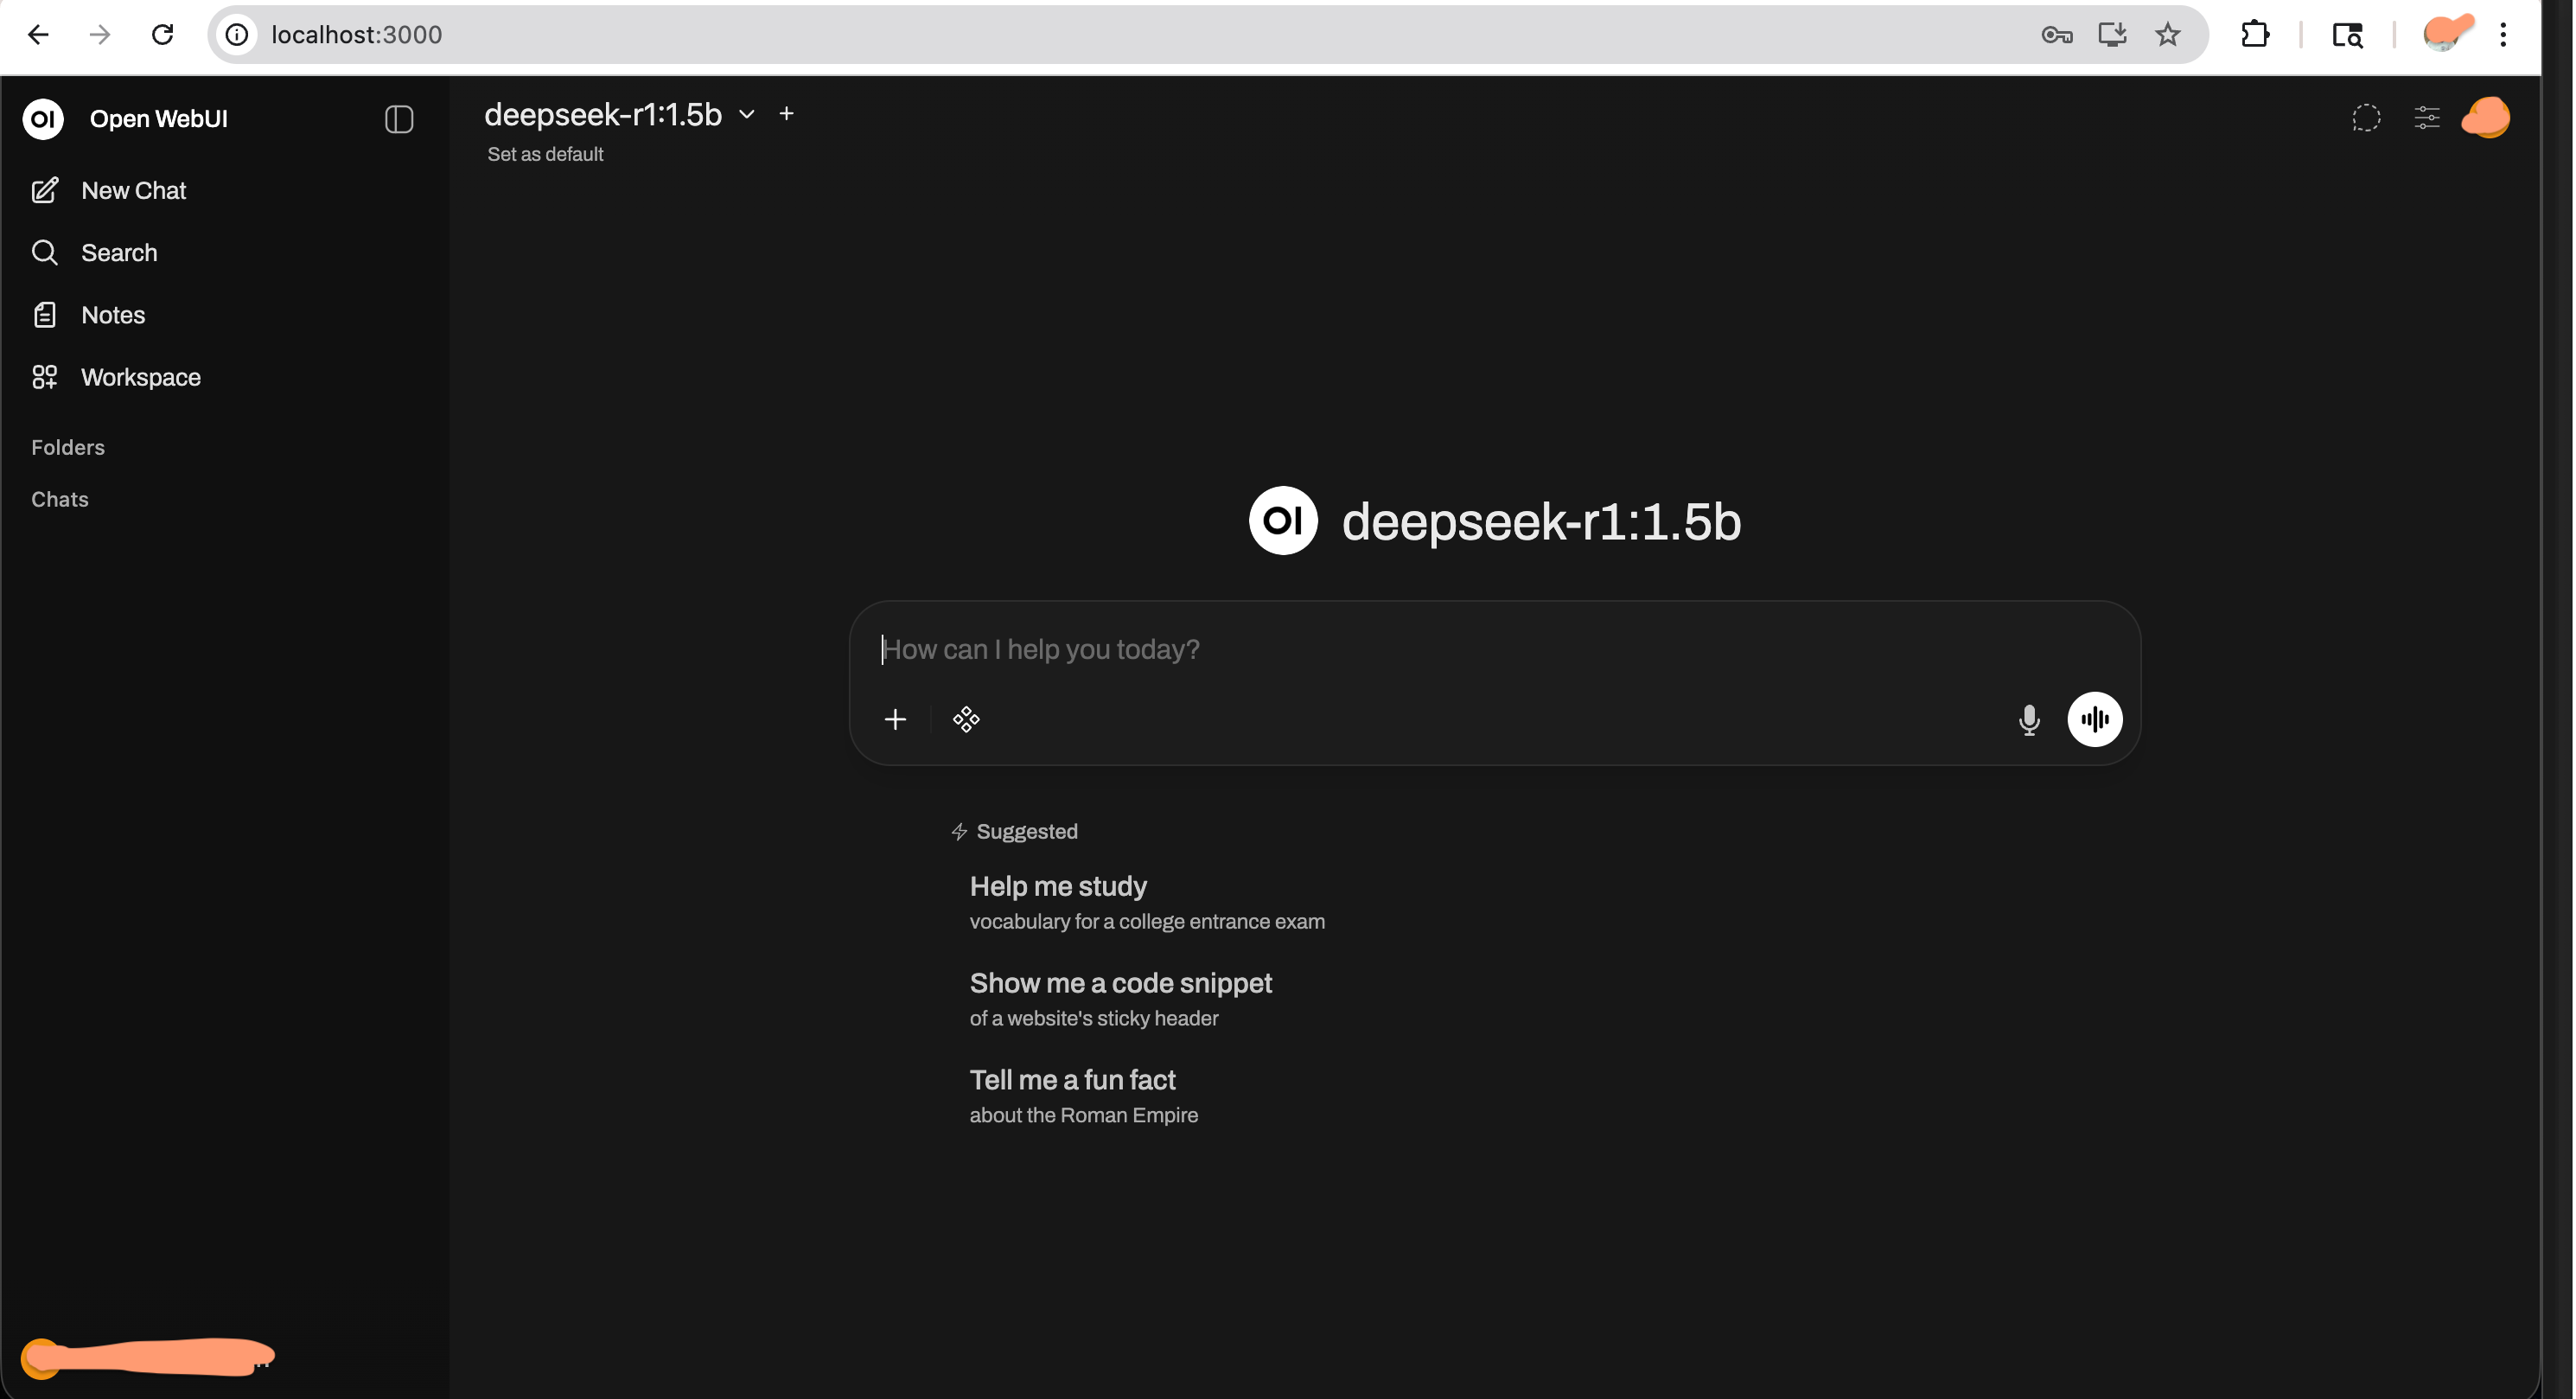 localhost:3000
OI Open WebUI
New Chat
Search
Notes
Workspace
Folders
Chats
deepseek-r1:1.5b
Set as default
OI deepseek-r1:1.5b
How can I help you today?
Suggested
Help me study
vocabulary for a college entrance exam
Show me a code snippet
of a website's sticky header
Tell me a fun fact
about the Roman Empire